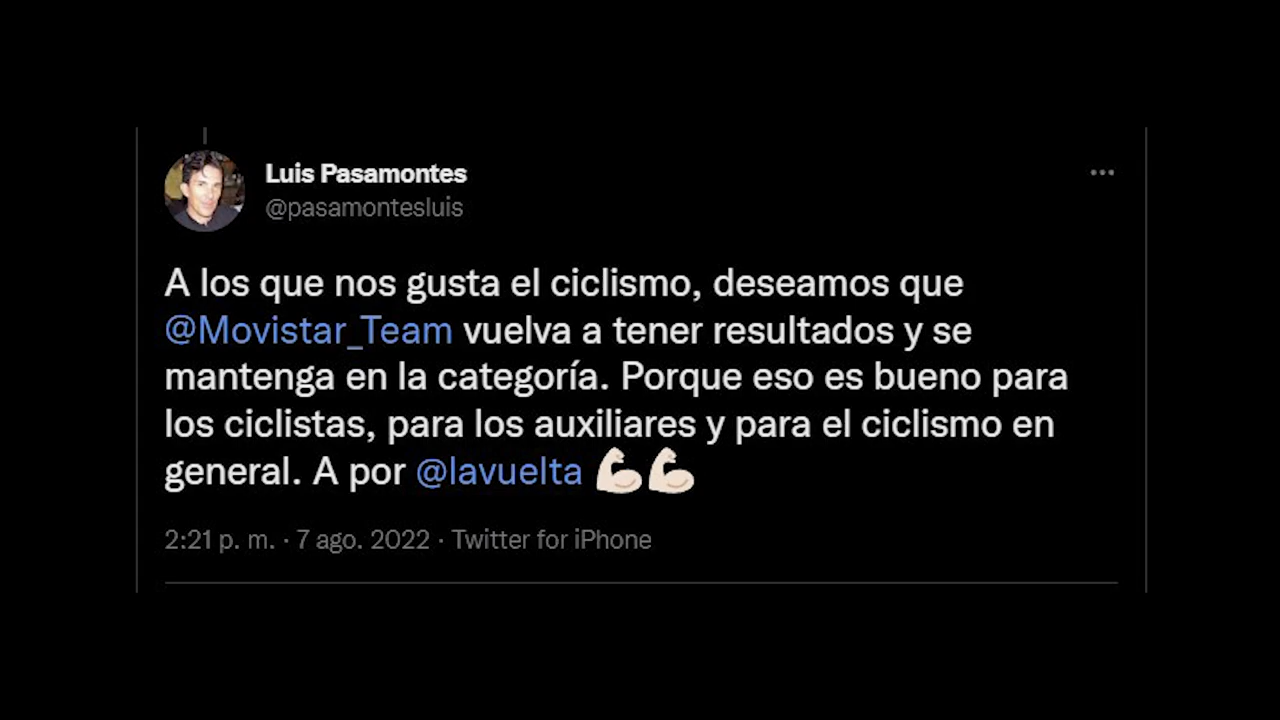 Luis Pasamontes
@pasamontesluis
A los que nos gusta el ciclismo, deseamos que
@Movistar_Team vuelva a tener resultados y se
mantenga en la categoría. Porque eso es bueno para
los ciclistas, para los auxiliares y para el ciclismo en
general. A por @lavuelta 💪🏻💪🏻
2:21 p. m. · 7 ago. 2022 · Twitter for iPhone